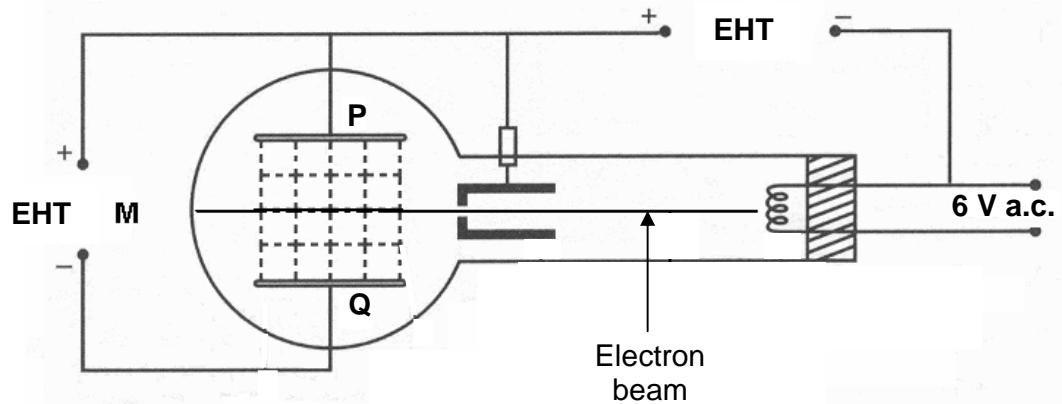 + EHT −
P
+
EHT M
−
6 V a.c.
Q
Electron
beam